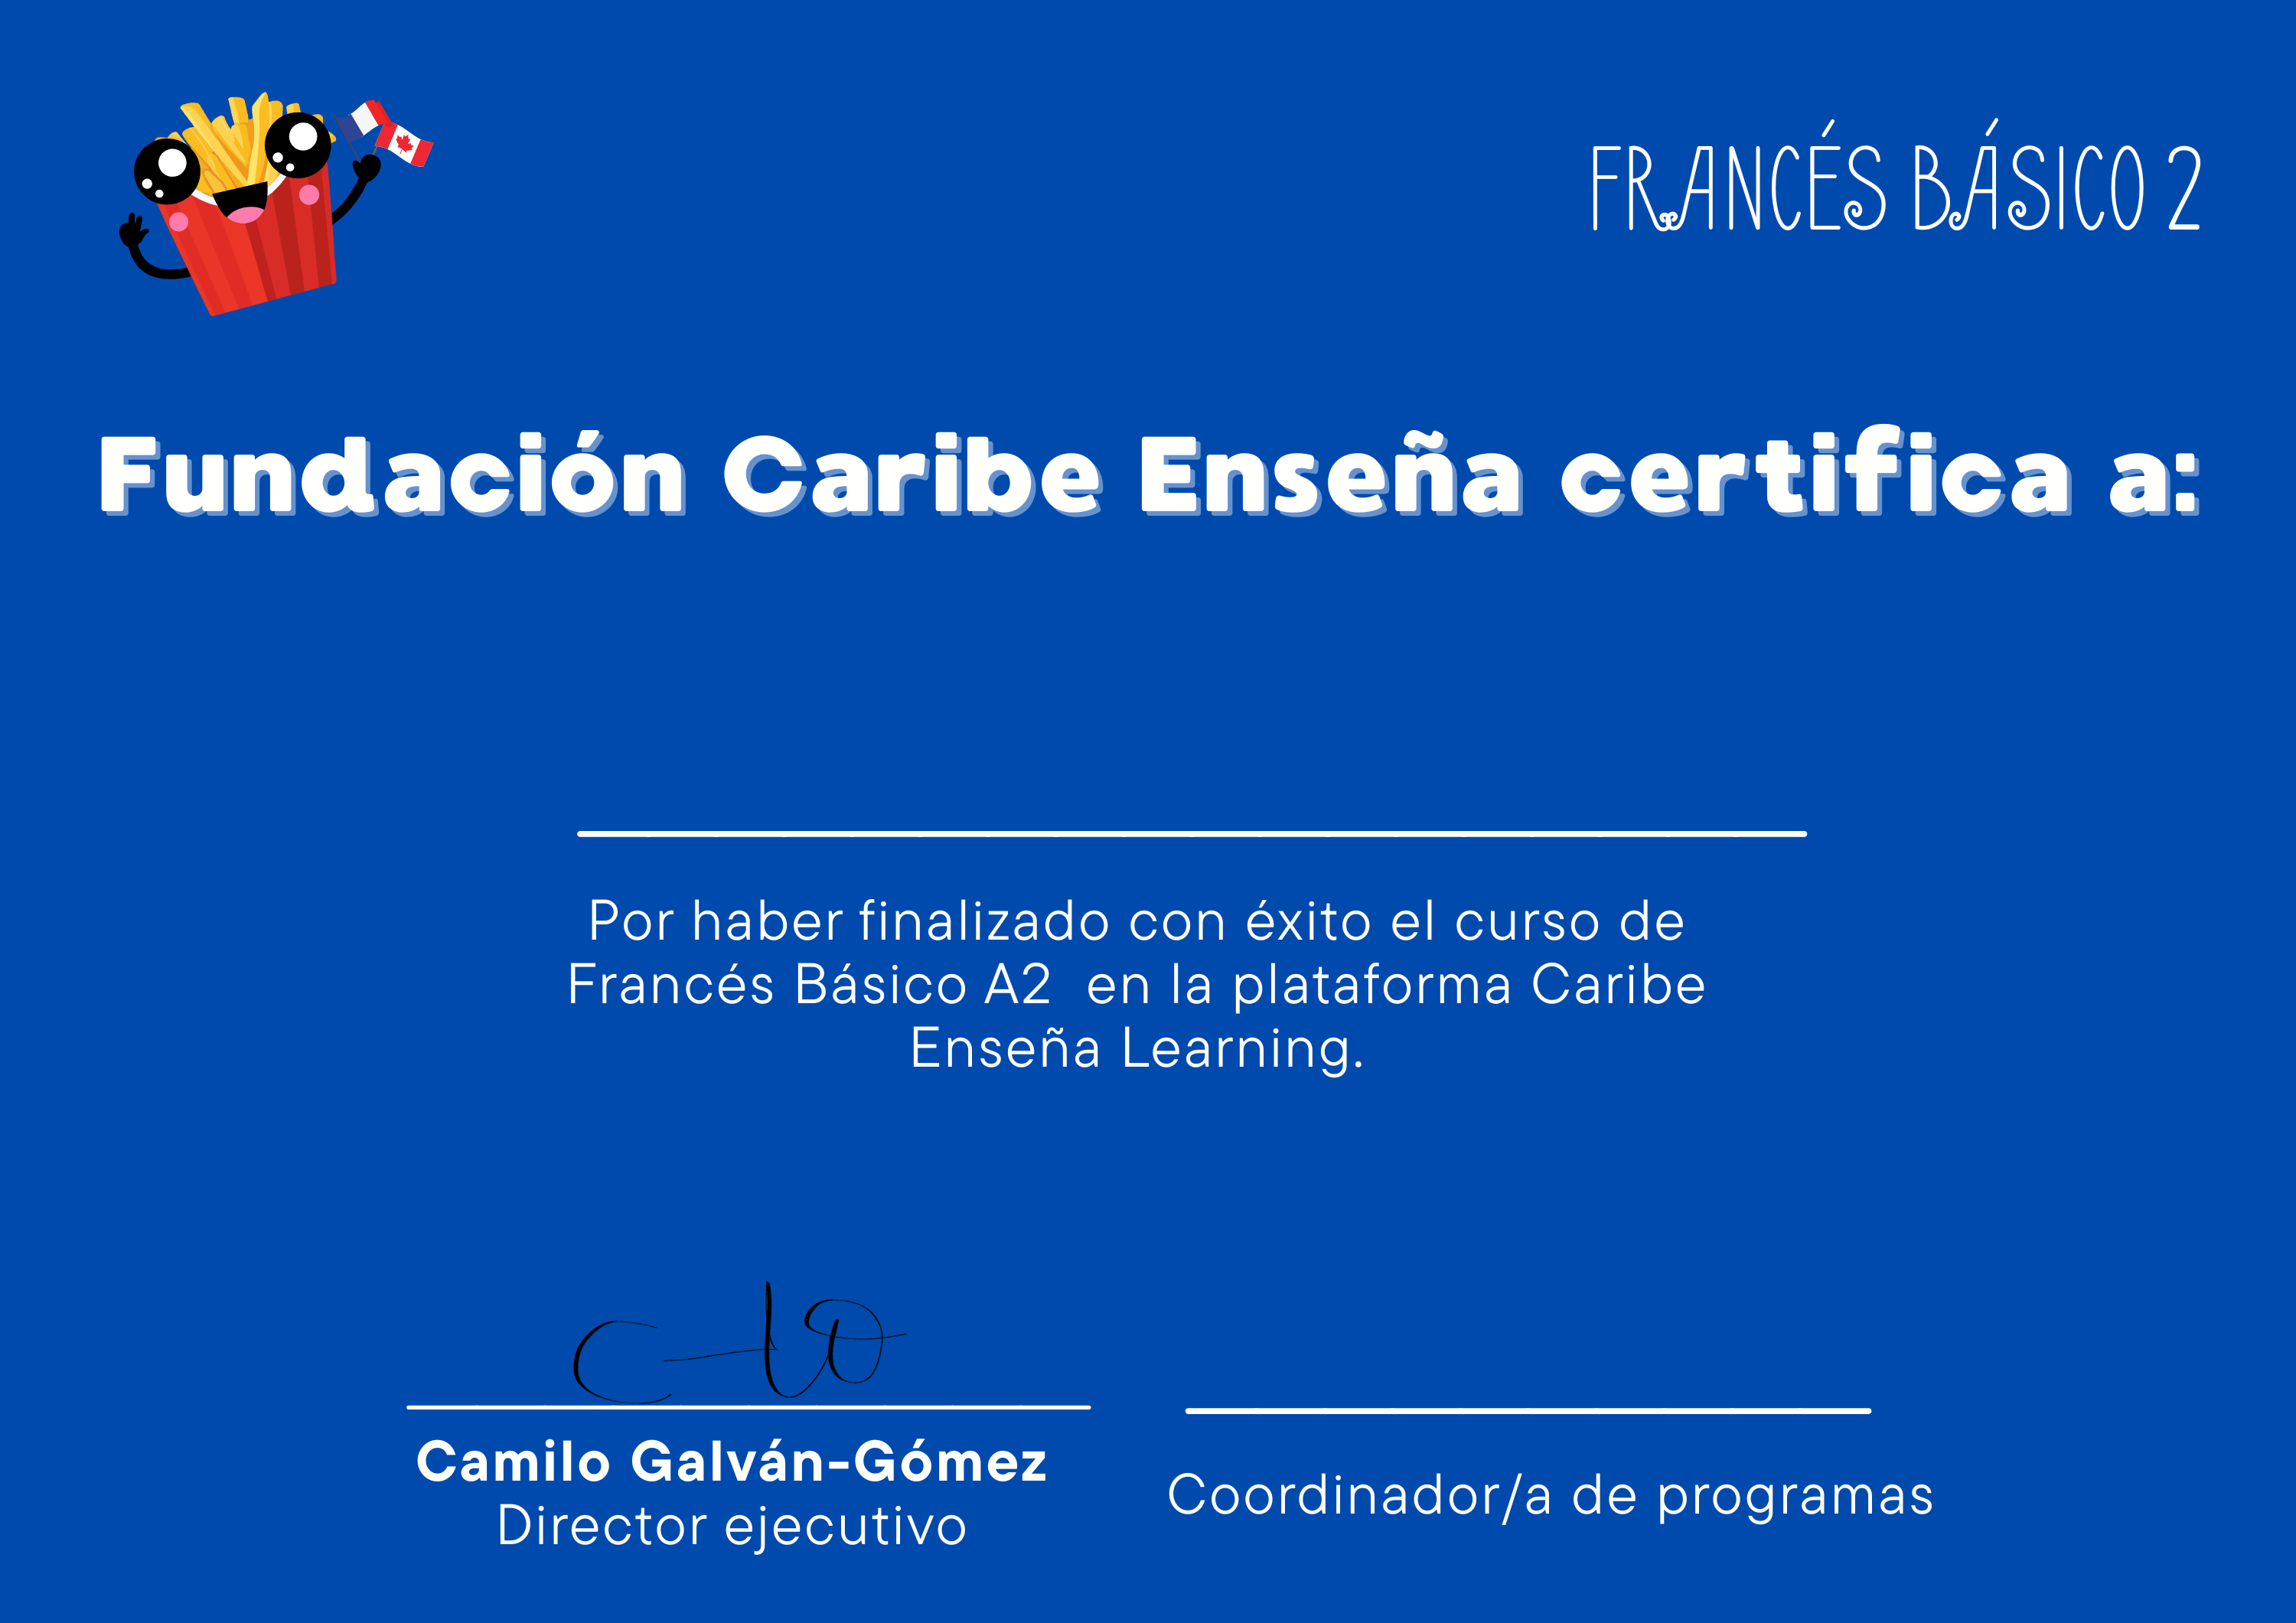 FRANCÉS BÁSICO 2
Fundación Caribe Enseña certifica a:
Por haber finalizado con éxito el curso de
Francés Básico A2 en la plataforma Caribe
Enseña Learning.
Camilo Galván-Gómez
Director ejecutivo
Coordinador/a de programas